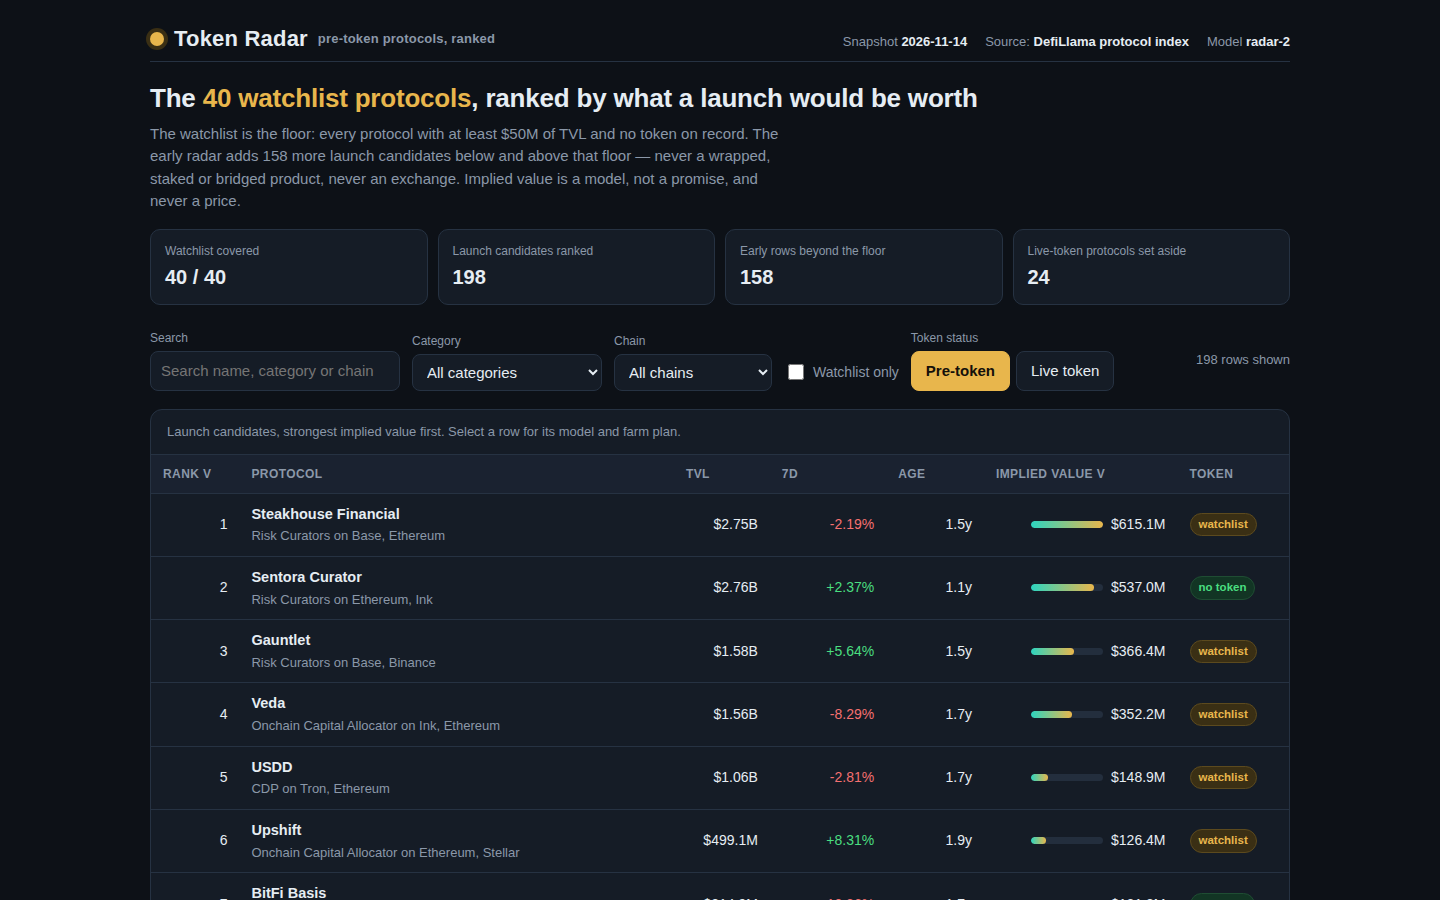 Token Radar pre-token protocols, ranked
Snapshot 2026-11-14 Source: DefiLlama protocol index Model radar-2
The 40 watchlist protocols, ranked by what a launch would be worth
The watchlist is the floor: every protocol with at least $50M of TVL and no token on record. The
early radar adds 158 more launch candidates below and above that floor — never a wrapped,
staked or bridged product, never an exchange. Implied value is a model, not a promise, and
never a price.
Watchlist covered
40 / 40
Launch candidates ranked
198
Early rows beyond the floor
158
Live-token protocols set aside
24
Search
Search name, category or chain
Category
All categories
Chain
All chains
Watchlist only
Token status
Pre-token Live token
198 rows shown
Launch candidates, strongest implied value first. Select a row for its model and farm plan.
RANK V PROTOCOL TVL 7D AGE IMPLIED VALUE V TOKEN
1 Steakhouse Financial $2.75B -2.19% 1.5y $615.1M watchlist
Risk Curators on Base, Ethereum
2 Sentora Curator $2.76B +2.37% 1.1y $537.0M no token
Risk Curators on Ethereum, Ink
3 Gauntlet $1.58B +5.64% 1.5y $366.4M watchlist
Risk Curators on Base, Binance
4 Veda $1.56B -8.29% 1.7y $352.2M watchlist
Onchain Capital Allocator on Ink, Ethereum
5 USDD $1.06B -2.81% 1.7y $148.9M watchlist
CDP on Tron, Ethereum
6 Upshift $499.1M +8.31% 1.9y $126.4M watchlist
Onchain Capital Allocator on Ethereum, Stellar
BitFi Basis